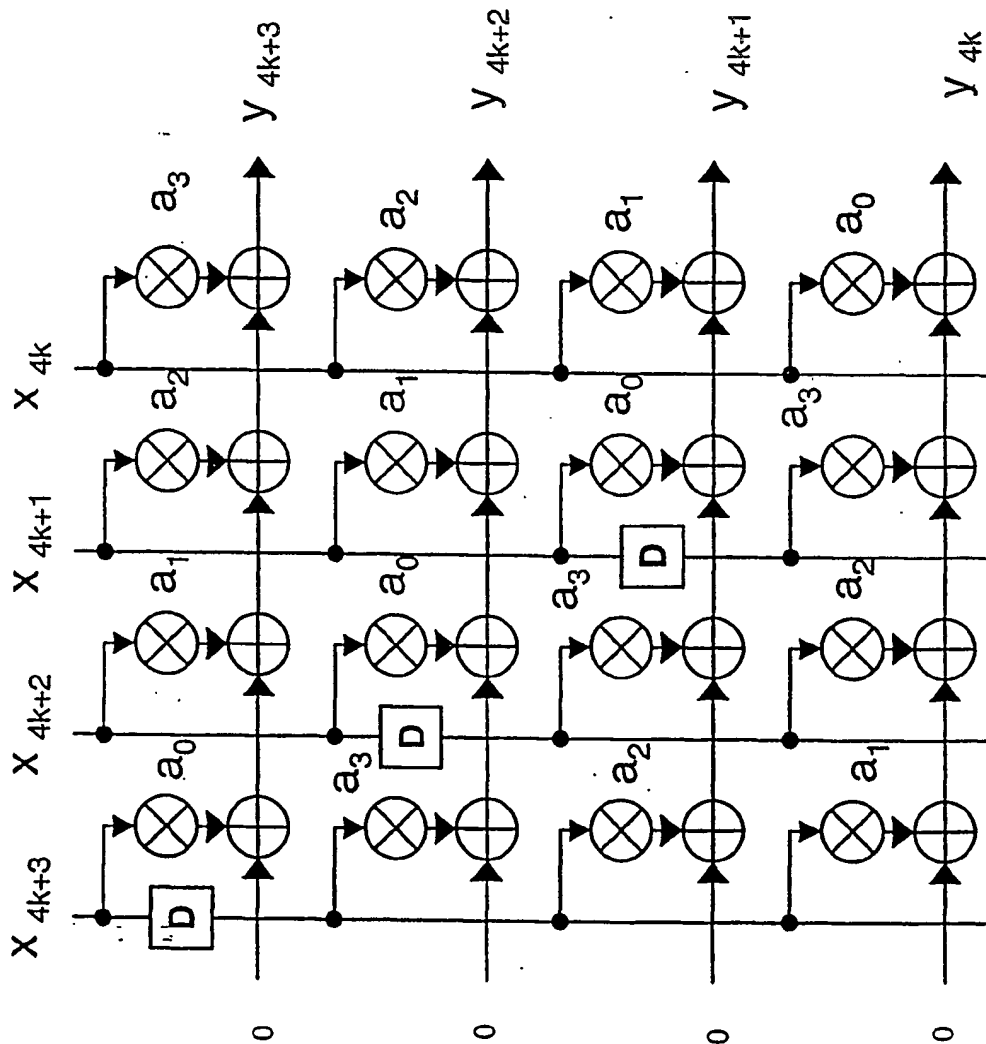 X 4k+3 X 4k+2 X 4k+1 X 4k
a0 a1 a2 a3
D
0 y 4k+3
a3 a0 a1 a2
D
0 y 4k+2
a2 a3 a0 a1
D
0 y 4k+1
a1 a2 a3 a0
0 y 4k